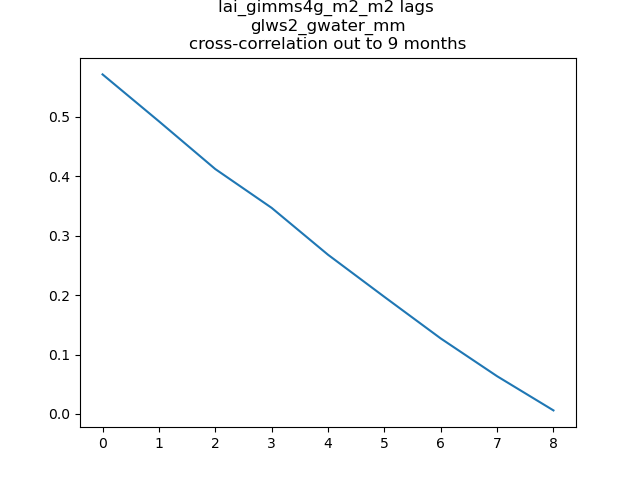 lai_gimms4g_m2_m2 lags
glws2_gwater_mm
cross-correlation out to 9 months
0.5
0.4
0.3
0.2
0.1
0.0
0 1 2 3 4 5 6 7 8